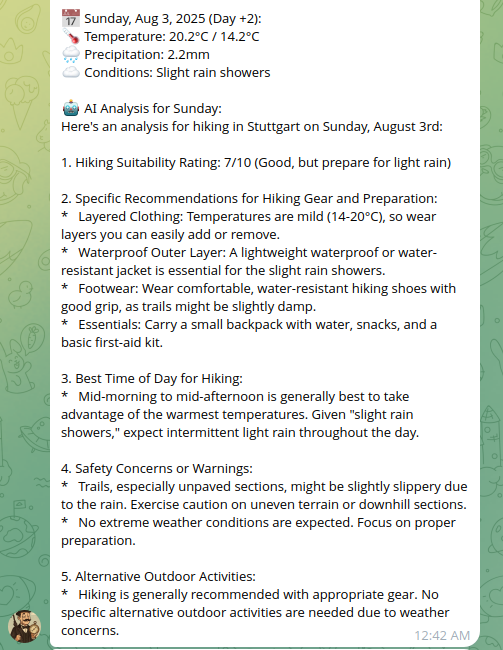 Sunday, Aug 3, 2025 (Day +2):
Temperature: 20.2°C / 14.2°C
Precipitation: 2.2mm
Conditions: Slight rain showers
AI Analysis for Sunday:
Here's an analysis for hiking in Stuttgart on Sunday, August 3rd:
1. Hiking Suitability Rating: 7/10 (Good, but prepare for light rain)
2. Specific Recommendations for Hiking Gear and Preparation:
*   Layered Clothing: Temperatures are mild (14-20°C), so wear
layers you can easily add or remove.
*   Waterproof Outer Layer: A lightweight waterproof or water-
resistant jacket is essential for the slight rain showers.
*   Footwear: Wear comfortable, water-resistant hiking shoes with
good grip, as trails might be slightly damp.
*   Essentials: Carry a small backpack with water, snacks, and a
basic first-aid kit.
3. Best Time of Day for Hiking:
*   Mid-morning to mid-afternoon is generally best to take
advantage of the warmest temperatures. Given "slight rain
showers," expect intermittent light rain throughout the day.
4. Safety Concerns or Warnings:
*   Trails, especially unpaved sections, might be slightly slippery due
to the rain. Exercise caution on uneven terrain or downhill sections.
*   No extreme weather conditions are expected. Focus on proper
preparation.
5. Alternative Outdoor Activities:
*   Hiking is generally recommended with appropriate gear. No
specific alternative outdoor activities are needed due to weather
concerns.
12:42 AM